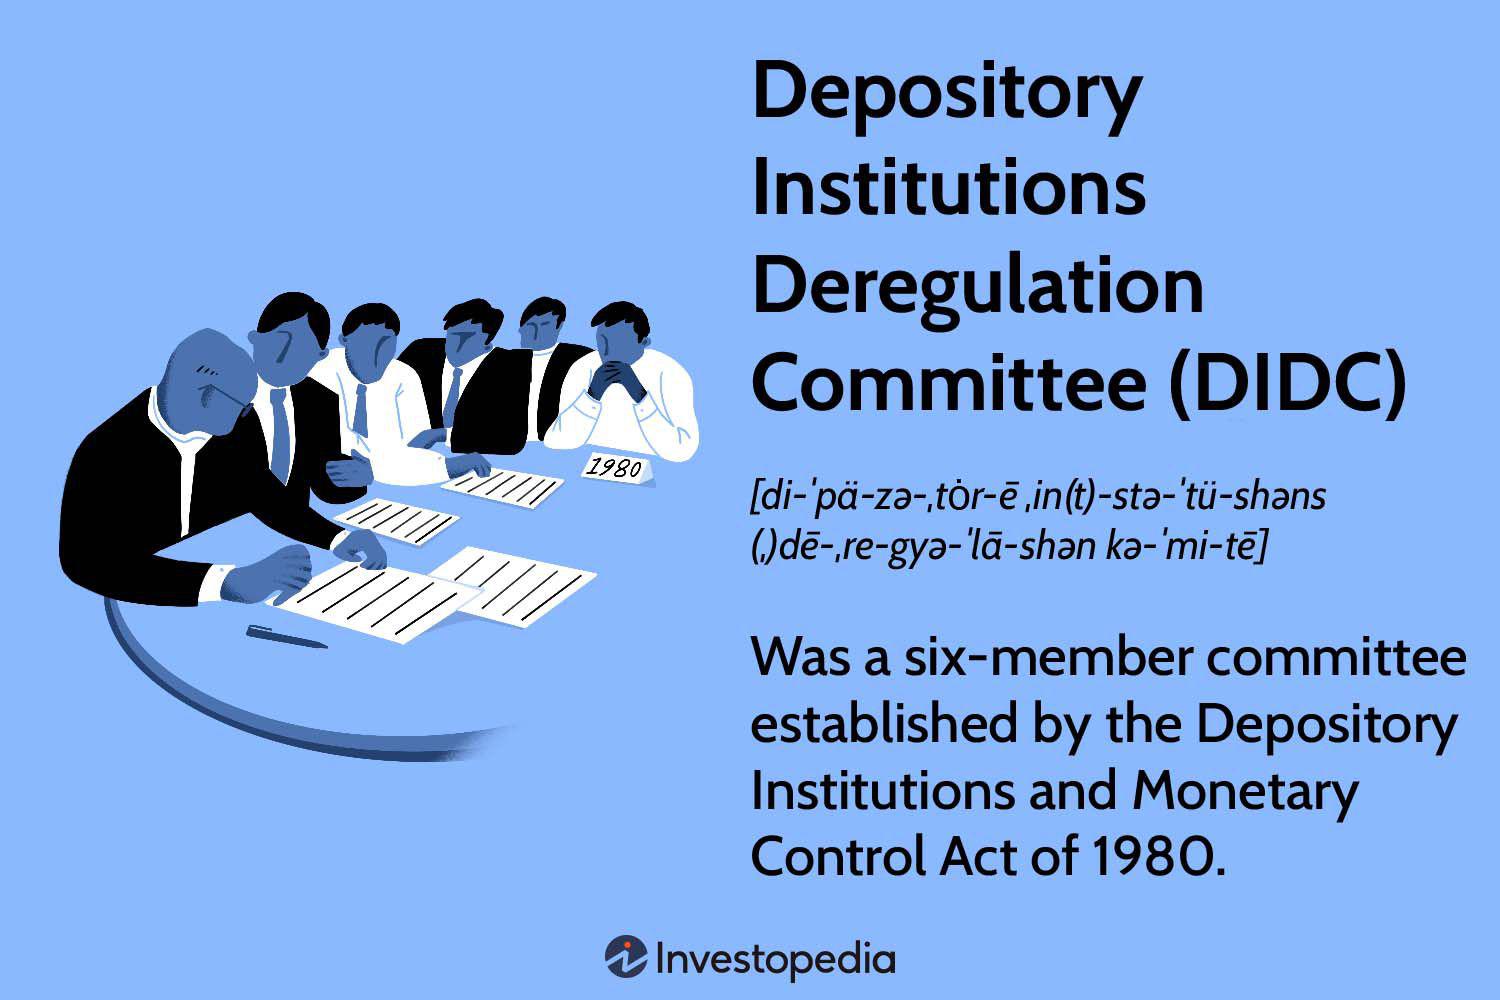 Depository
Institutions
Deregulation
Committee (DIDC)
1980
[di-ˈpä-zə-ˌtȯr-ē ˌin(t)-stə-ˈtü-shəns
(ˌ)dē-ˌre-gyə-ˈlā-shən kə-ˈmi-tē]
Was a six-member committee
established by the Depository
Institutions and Monetary
Control Act of 1980.
Investopedia